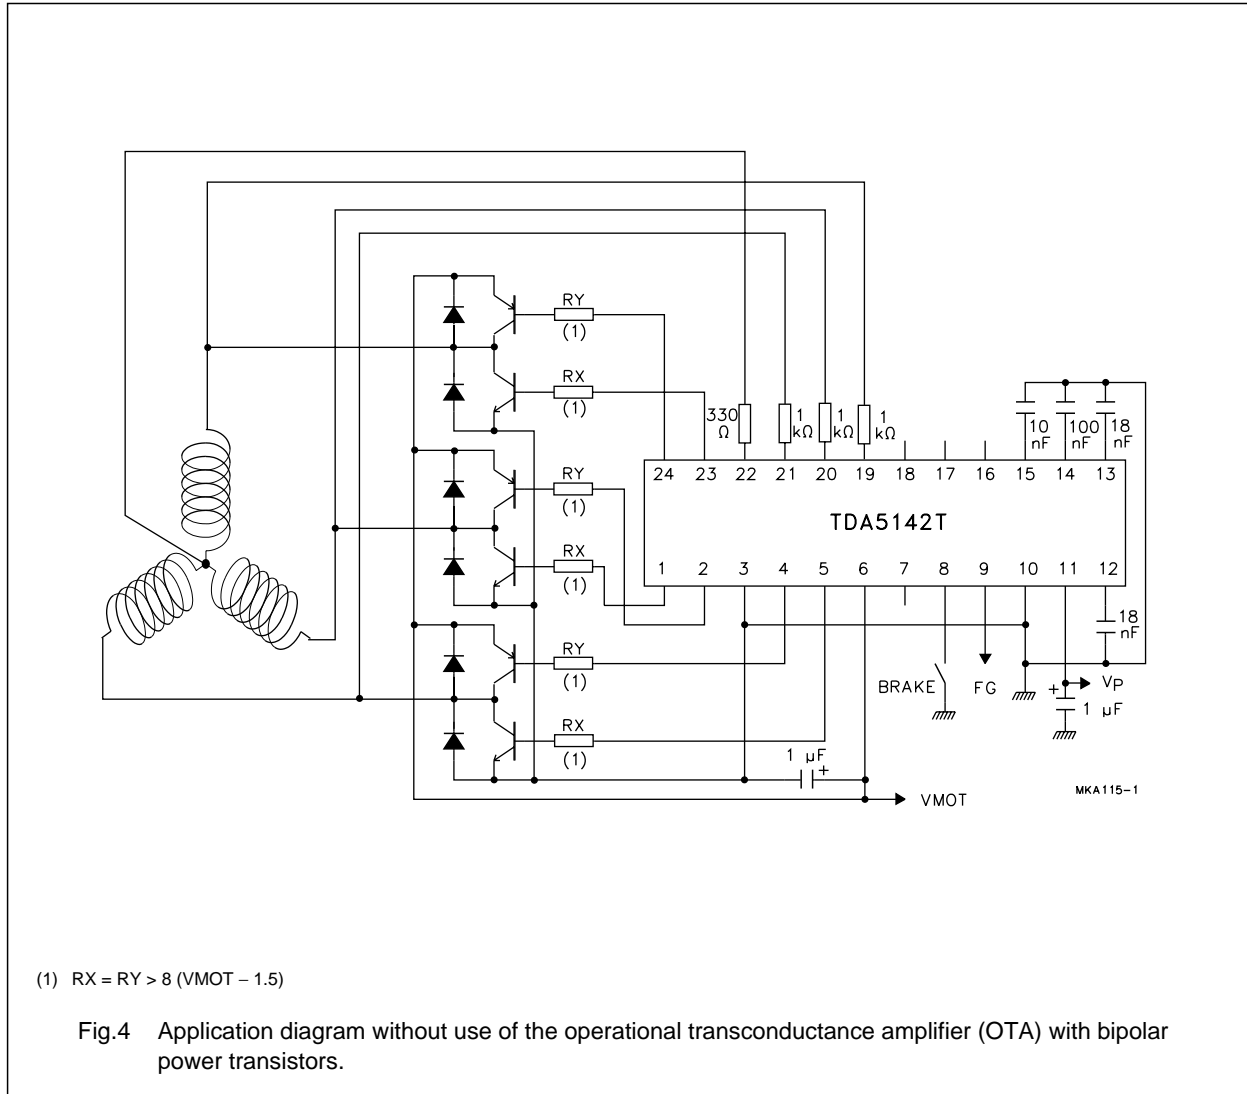 RY
(1)
RX
(1)
330
Ω
1
kΩ
1
kΩ
1
kΩ
10
nF
100
nF
18
nF
24 23 22 21 20 19 18 17 16 15 14 13
RY
(1)
TDA5142T
RX
(1)
1 2 3 4 5 6 7 8 9 10 11 12
18
nF
RY
(1)
BRAKE
FG
VP
+
1 µF
RX
(1)
1 µF
+
MKA115-1
VMOT
(1) RX = RY > 8 (VMOT – 1.5)
Fig.4 Application diagram without use of the operational transconductance amplifier (OTA) with bipolar
power transistors.